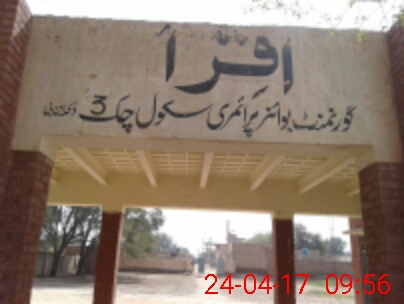 اقرأ
گورنمنٹ بوائز پرائمری سکول چک 3
24-04-17 09:56